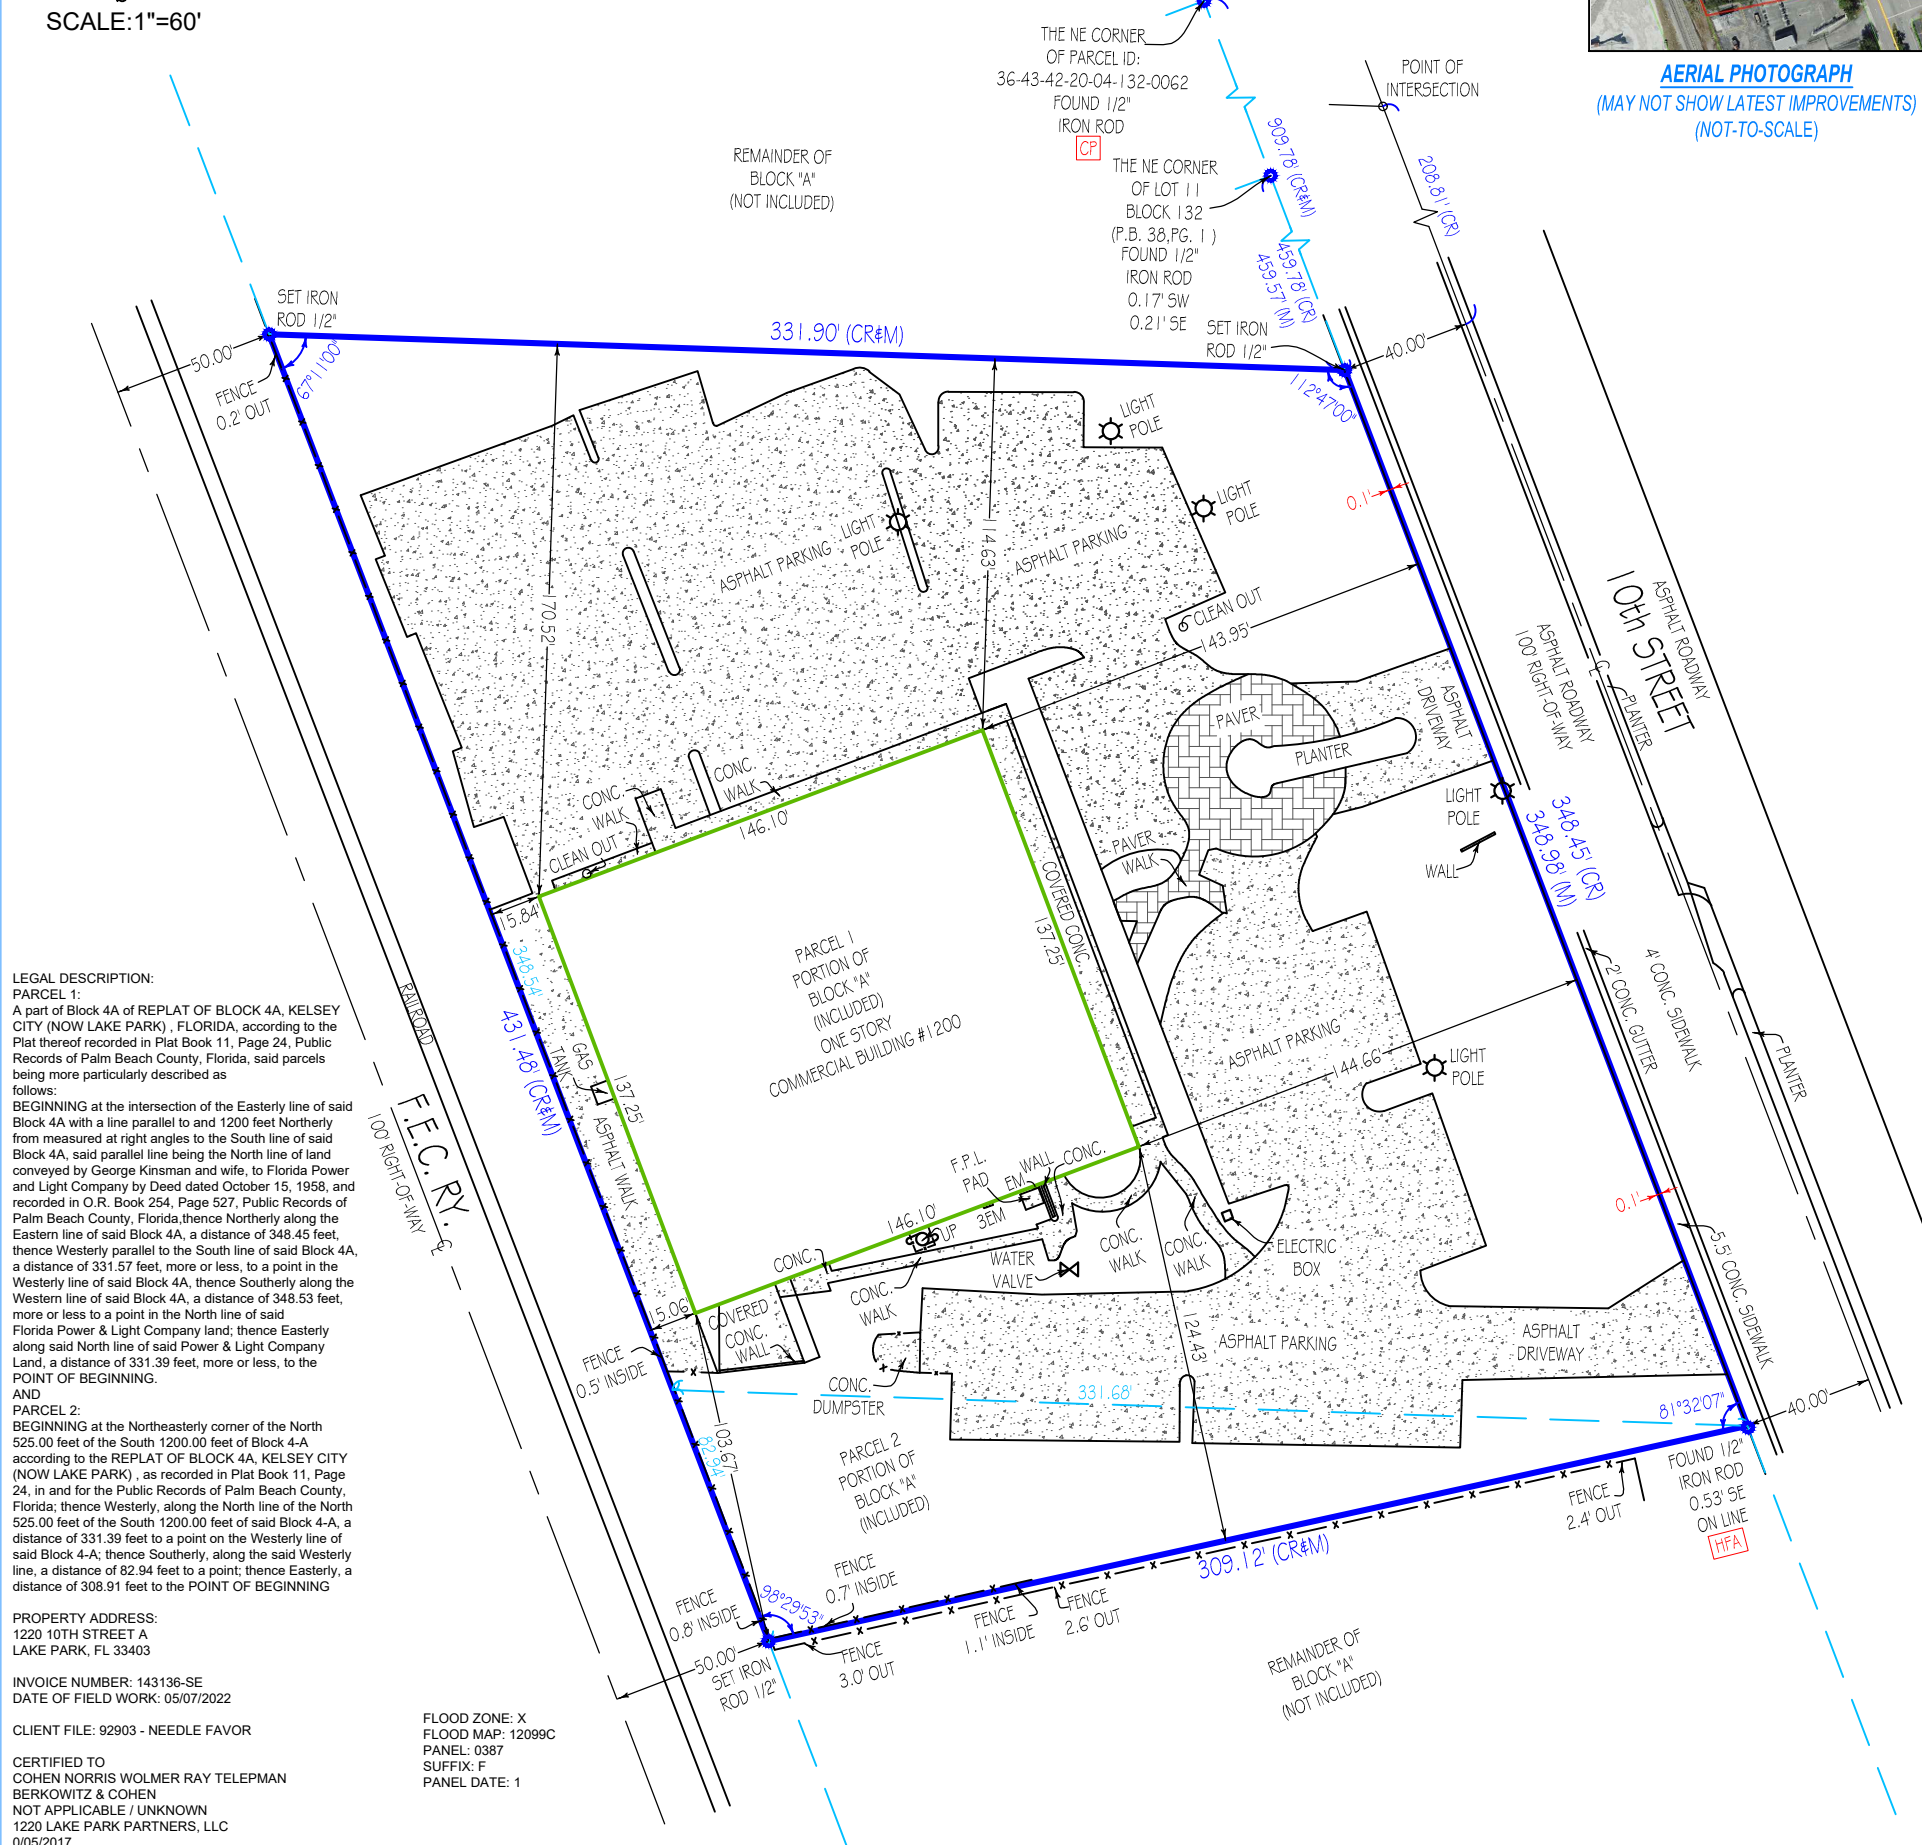 SCALE:1"=60'
AERIAL PHOTOGRAPH
(MAY NOT SHOW LATEST IMPROVEMENTS)
(NOT-TO-SCALE)
THE NE CORNER
OF PARCEL ID:
36-43-42-20-04-132-0062
FOUND 1/2"
IRON ROD
CP
POINT OF
INTERSECTION
909.78' (CR&M)
208.81' (CR)
REMAINDER OF
BLOCK "A"
(NOT INCLUDED)
THE NE CORNER
OF LOT 11
BLOCK 132
(P.B. 38,PG. 1 )
FOUND 1/2"
IRON ROD
0.17' SW
0.21' SE
459.78' (CR)
459.57' (M)
SET IRON
ROD 1/2"
SET IRON
ROD 1/2"
331.90' (CR&M)
50.00'
40.00'
67°11'00"
112°47'00"
FENCE
0.2' OUT
LIGHT
POLE
LIGHT
POLE
LIGHT
POLE
0.1'
ASPHALT PARKING
ASPHALT PARKING
170.52'
114.63'
CLEAN OUT
143.95'
10th STREET
ASPHALT ROADWAY
ASPHALT ROADWAY
100' RIGHT-OF-WAY
PLANTER
ASPHALT
DRIVEWAY
PAVER
PLANTER
CONC.
WALK
CONC.
WALK
CLEAN OUT
146.10'
LIGHT
POLE
WALL
348.45' (CR)
348.98' (M)
PAVER
WALK
COVERED CONC.
137.25'
15.84'
348.54'
431.48' (CR&M)
PARCEL 1
PORTION OF
BLOCK "A"
(INCLUDED)
ONE STORY
COMMERCIAL BUILDING #1200
GAS
TANK
137.25'
ASPHALT WALK
RAILROAD
F.E.C. RY.
100' RIGHT-OF-WAY
ASPHALT PARKING
144.66'
LIGHT
POLE
2' CONC. GUTTER
4' CONC. SIDEWALK
PLANTER
F.P.L.
PAD
EM
WALL
CONC.
3EM
146.10'
UP
CONC.
WATER
VALVE
CONC.
WALK
CONC.
WALK
CONC.
WALK
ELECTRIC
BOX
0.1'
5.5' CONC. SIDEWALK
15.06'
COVERED
CONC.
WALL
FENCE
0.5' INSIDE
CONC.
DUMPSTER
124.43'
ASPHALT PARKING
ASPHALT
DRIVEWAY
331.68'
81°32'07"
40.00'
103.67'
82.94'
PARCEL 2
PORTION OF
BLOCK "A"
(INCLUDED)
FOUND 1/2"
IRON ROD
0.53' SE
ON LINE
HFA
FENCE
2.4' OUT
309.12' (CR&M)
FENCE
0.7' INSIDE
FENCE
0.8' INSIDE
98°29'53"
FENCE
1.1' INSIDE
FENCE
2.6' OUT
FENCE
3.0' OUT
50.00'
SET IRON
ROD 1/2"
REMAINDER OF
BLOCK "A"
(NOT INCLUDED)
LEGAL DESCRIPTION:
PARCEL 1:
A part of Block 4A of REPLAT OF BLOCK 4A, KELSEY
CITY (NOW LAKE PARK) , FLORIDA, according to the
Plat thereof recorded in Plat Book 11, Page 24, Public
Records of Palm Beach County, Florida, said parcels
being more particularly described as
follows:
BEGINNING at the intersection of the Easterly line of said
Block 4A with a line parallel to and 1200 feet Northerly
from measured at right angles to the South line of said
Block 4A, said parallel line being the North line of land
conveyed by George Kinsman and wife, to Florida Power
and Light Company by Deed dated October 15, 1958, and
recorded in O.R. Book 254, Page 527, Public Records of
Palm Beach County, Florida,thence Northerly along the
Eastern line of said Block 4A, a distance of 348.45 feet,
thence Westerly parallel to the South line of said Block 4A,
a distance of 331.57 feet, more or less, to a point in the
Westerly line of said Block 4A, thence Southerly along the
Western line of said Block 4A, a distance of 348.53 feet,
more or less to a point in the North line of said
Florida Power & Light Company land; thence Easterly
along said North line of said Power & Light Company
Land, a distance of 331.39 feet, more or less, to the
POINT OF BEGINNING.
AND
PARCEL 2:
BEGINNING at the Northeasterly corner of the North
525.00 feet of the South 1200.00 feet of Block 4-A
according to the REPLAT OF BLOCK 4A, KELSEY CITY
(NOW LAKE PARK) , as recorded in Plat Book 11, Page
24, in and for the Public Records of Palm Beach County,
Florida; thence Westerly, along the North line of the North
525.00 feet of the South 1200.00 feet of said Block 4-A, a
distance of 331.39 feet to a point on the Westerly line of
said Block 4-A; thence Southerly, along the said Westerly
line, a distance of 82.94 feet to a point; thence Easterly, a
distance of 308.91 feet to the POINT OF BEGINNING
PROPERTY ADDRESS:
1220 10TH STREET A
LAKE PARK, FL 33403
INVOICE NUMBER: 143136-SE
DATE OF FIELD WORK: 05/07/2022
CLIENT FILE: 92903 - NEEDLE FAVOR
CERTIFIED TO
COHEN NORRIS WOLMER RAY TELEPMAN
BERKOWITZ & COHEN
NOT APPLICABLE / UNKNOWN
1220 LAKE PARK PARTNERS, LLC
0/05/2017
FLOOD ZONE: X
FLOOD MAP: 12099C
PANEL: 0387
SUFFIX: F
PANEL DATE: 1